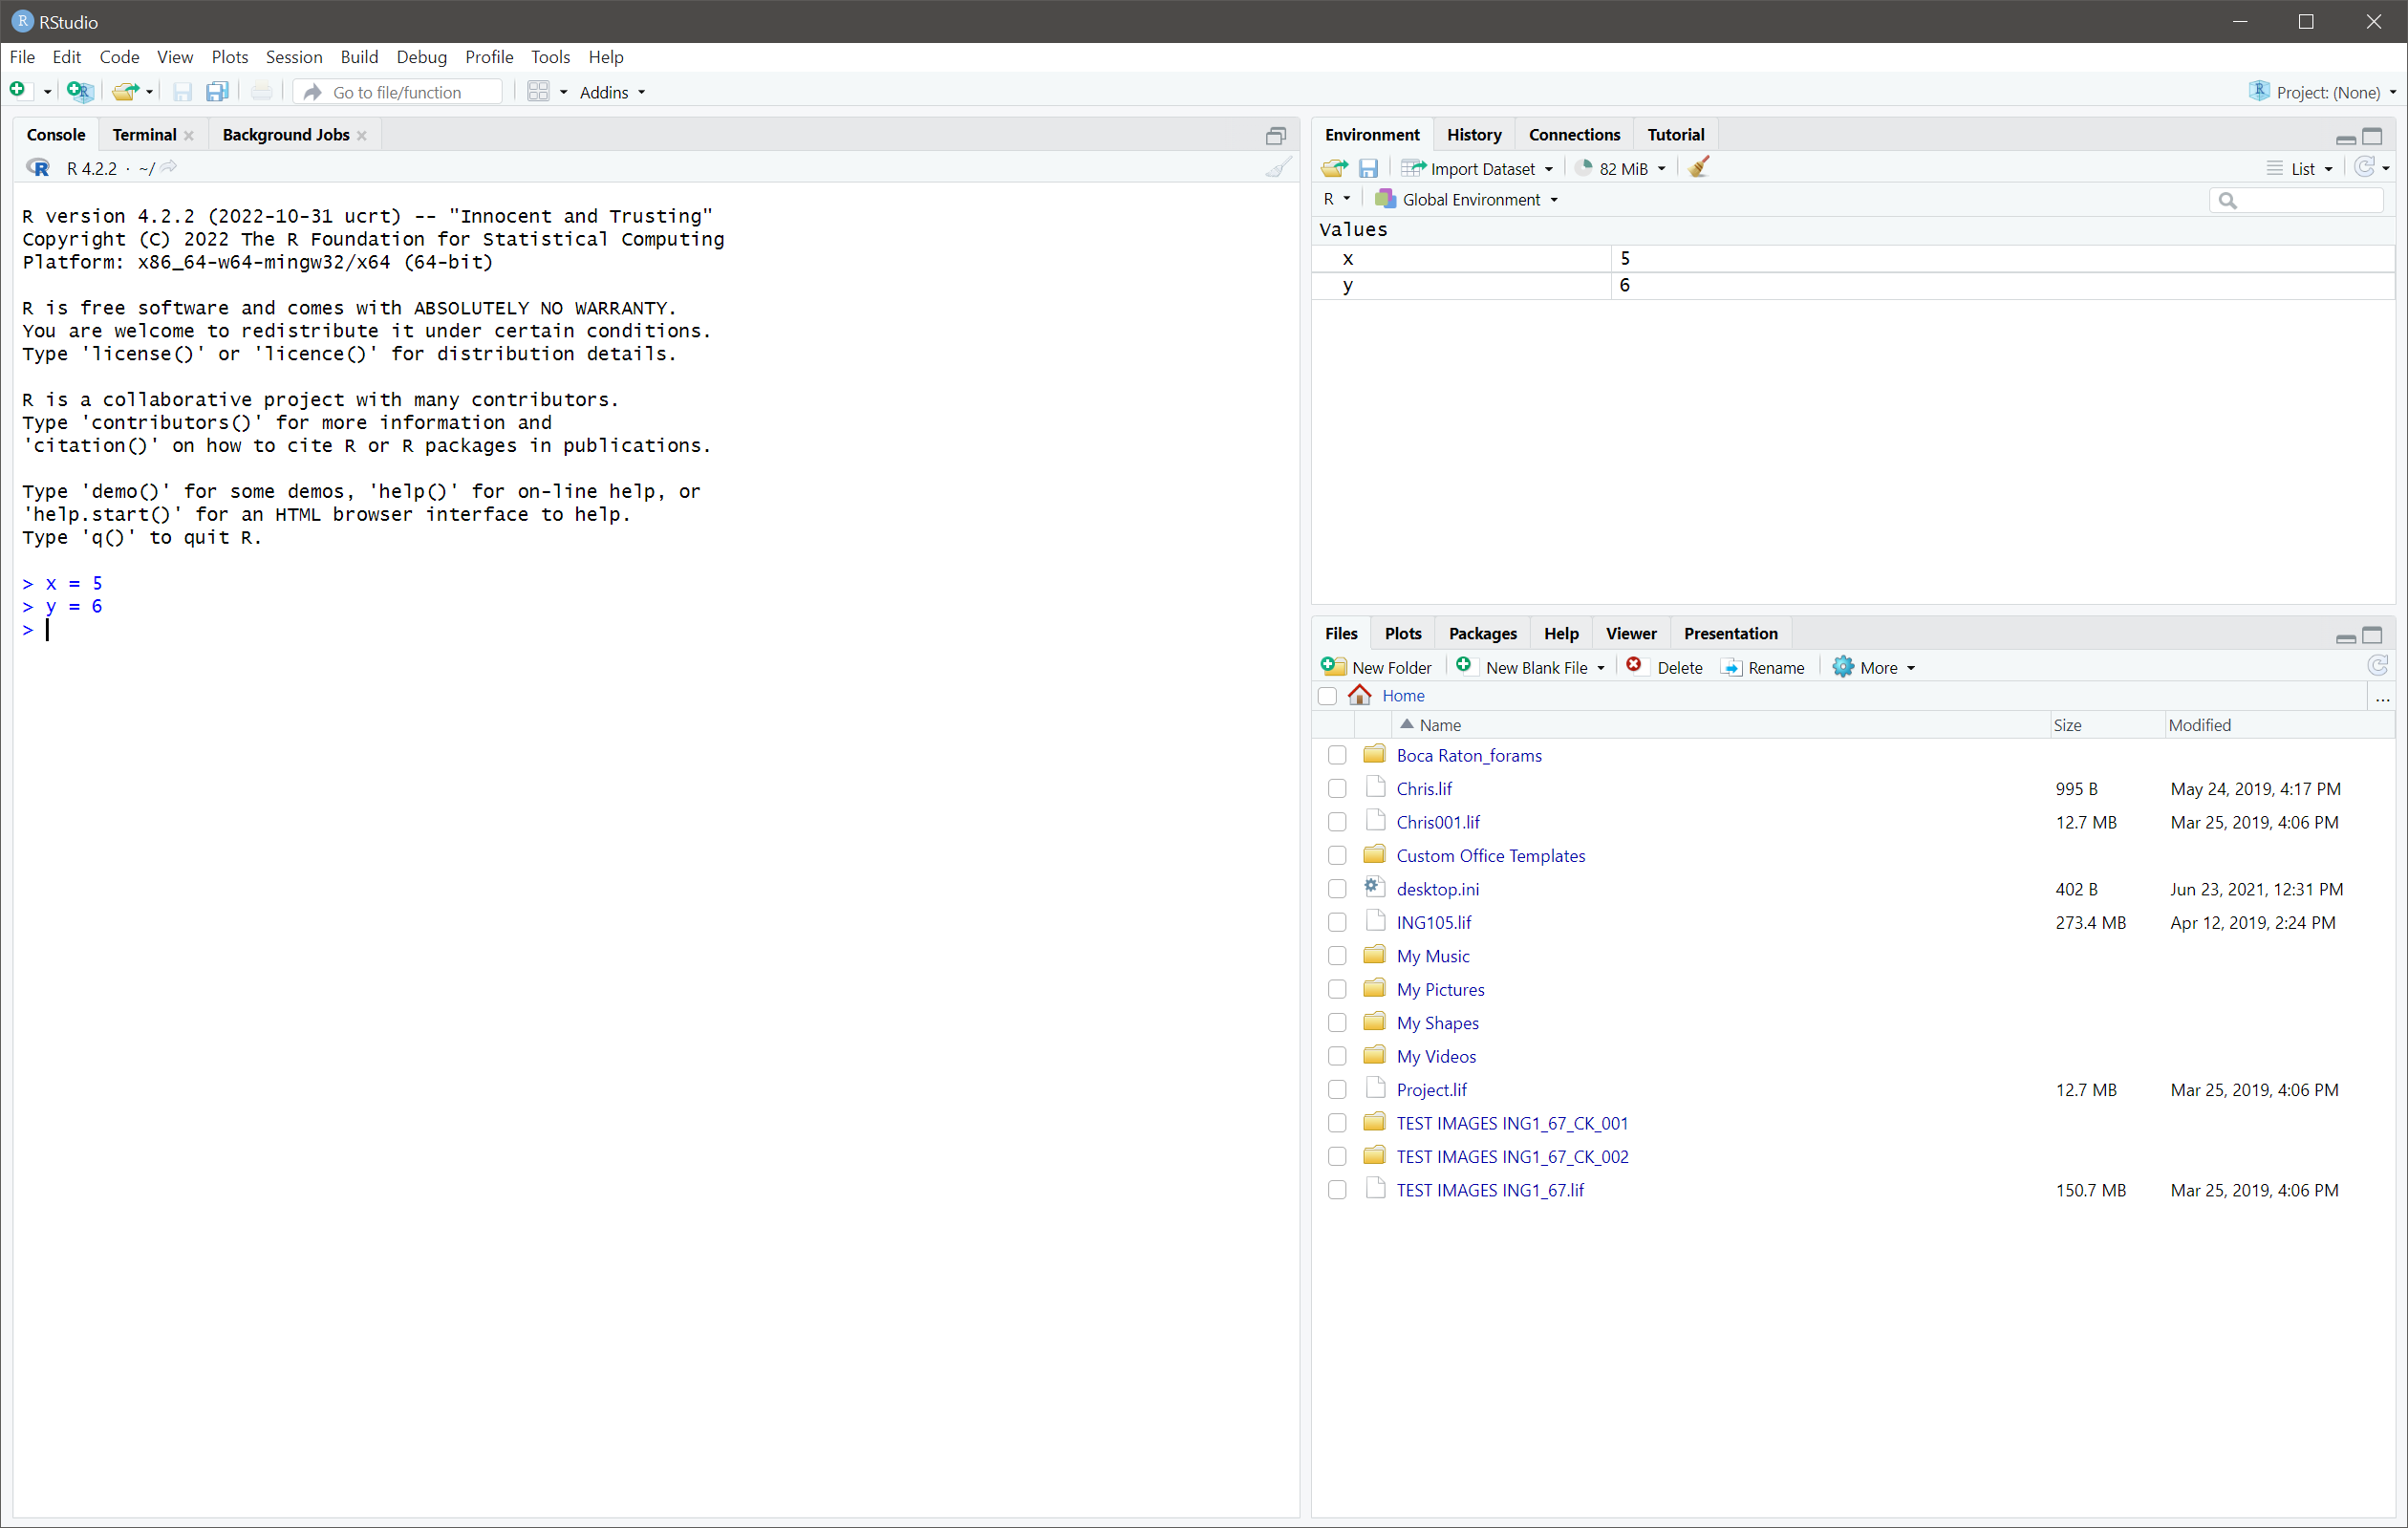 RStudio
File Edit Code View Plots Session Build Debug Profile Tools Help
Go to file/function Addins Project: (None)
Console Terminal Background Jobs
R 4.2.2 · ~/
R version 4.2.2 (2022-10-31 ucrt) -- "Innocent and Trusting"
Copyright (C) 2022 The R Foundation for Statistical Computing
Platform: x86_64-w64-mingw32/x64 (64-bit)
R is free software and comes with ABSOLUTELY NO WARRANTY.
You are welcome to redistribute it under certain conditions.
Type 'license()' or 'licence()' for distribution details.
R is a collaborative project with many contributors.
Type 'contributors()' for more information and
'citation()' on how to cite R or R packages in publications.
Type 'demo()' for some demos, 'help()' for on-line help, or
'help.start()' for an HTML browser interface to help.
Type 'q()' to quit R.
> x = 5
> y = 6
>
Environment History Connections Tutorial
Import Dataset 82 MiB List
R Global Environment
Values
x 5
y 6
Files Plots Packages Help Viewer Presentation
New Folder New Blank File Delete Rename More
Home ...
Name Size Modified
Boca Raton_forams
Chris.lif 995 B May 24, 2019, 4:17 PM
Chris001.lif 12.7 MB Mar 25, 2019, 4:06 PM
Custom Office Templates
desktop.ini 402 B Jun 23, 2021, 12:31 PM
ING105.lif 273.4 MB Apr 12, 2019, 2:24 PM
My Music
My Pictures
My Shapes
My Videos
Project.lif 12.7 MB Mar 25, 2019, 4:06 PM
TEST IMAGES ING1_67_CK_001
TEST IMAGES ING1_67_CK_002
TEST IMAGES ING1_67.lif 150.7 MB Mar 25, 2019, 4:06 PM